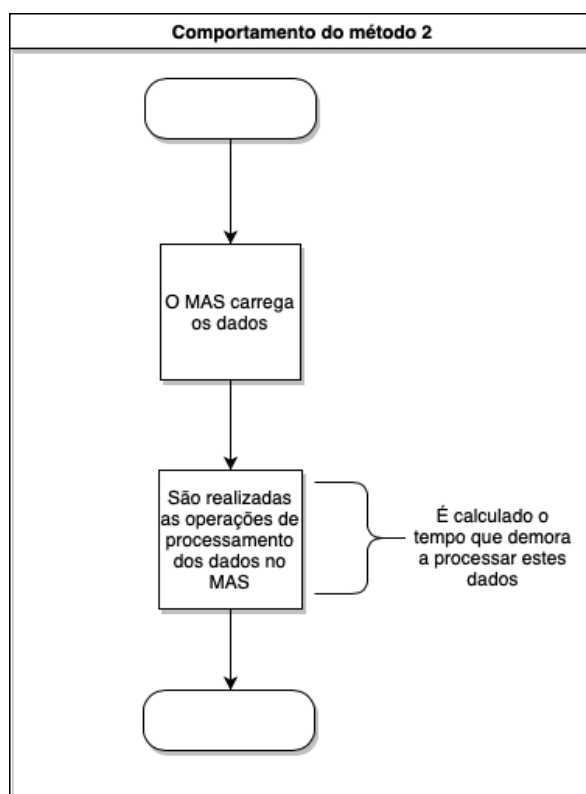 Comportamento do método 2
O MAS carrega
os dados
São realizadas
as operações de
processamento
dos dados no
MAS
É calculado o
tempo que demora
a processar estes
dados